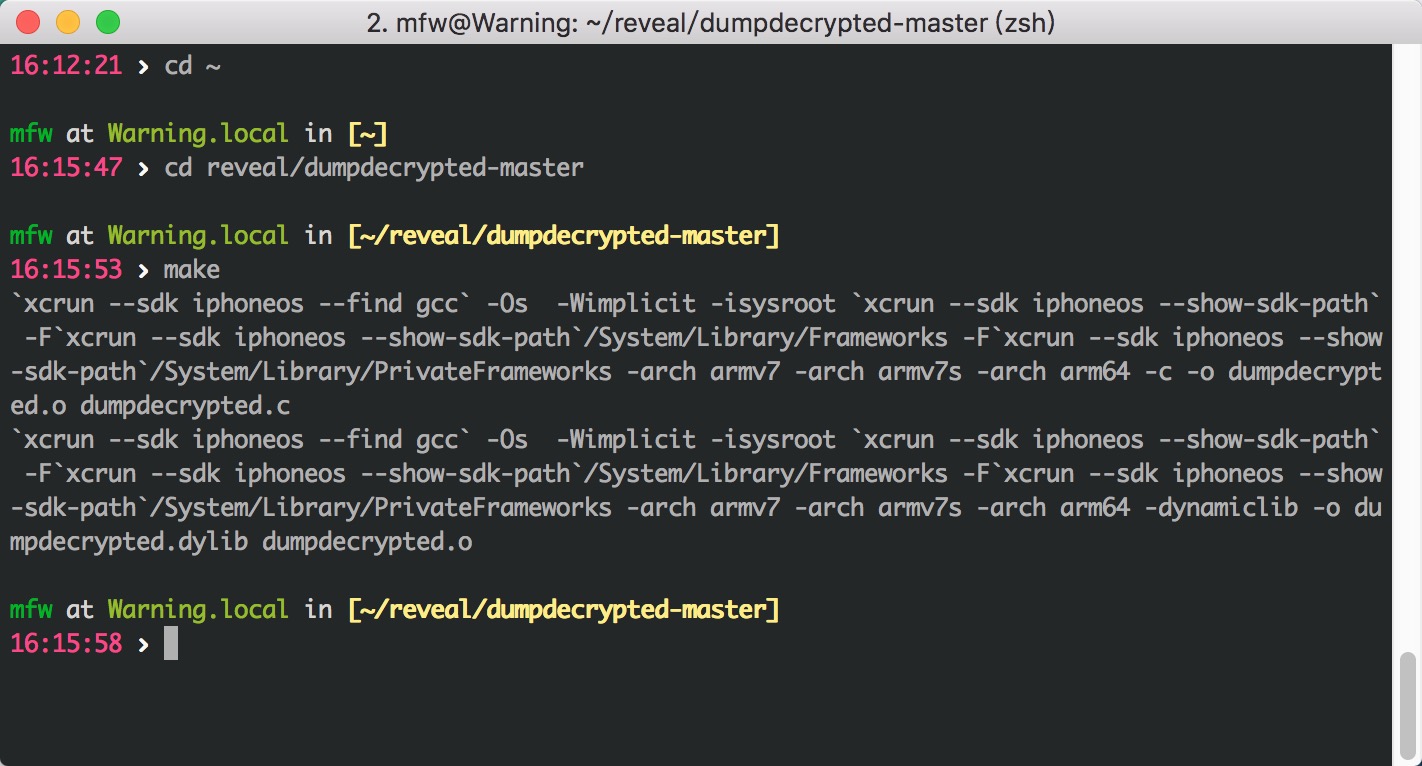 2. mfw@Warning: ~/reveal/dumpdecrypted-master (zsh)
16:12:21 › cd ~
mfw at Warning.local in [~]
16:15:47 › cd reveal/dumpdecrypted-master
mfw at Warning.local in [~/reveal/dumpdecrypted-master]
16:15:53 › make
`xcrun --sdk iphoneos --find gcc` -Os  -Wimplicit -isysroot `xcrun --sdk iphoneos --show-sdk-path`
 -F`xcrun --sdk iphoneos --show-sdk-path`/System/Library/Frameworks -F`xcrun --sdk iphoneos --show
-sdk-path`/System/Library/PrivateFrameworks -arch armv7 -arch armv7s -arch arm64 -c -o dumpdecrypt
ed.o dumpdecrypted.c
`xcrun --sdk iphoneos --find gcc` -Os  -Wimplicit -isysroot `xcrun --sdk iphoneos --show-sdk-path`
 -F`xcrun --sdk iphoneos --show-sdk-path`/System/Library/Frameworks -F`xcrun --sdk iphoneos --show
-sdk-path`/System/Library/PrivateFrameworks -arch armv7 -arch armv7s -arch arm64 -dynamiclib -o du
mpdecrypted.dylib dumpdecrypted.o
mfw at Warning.local in [~/reveal/dumpdecrypted-master]
16:15:58 ›